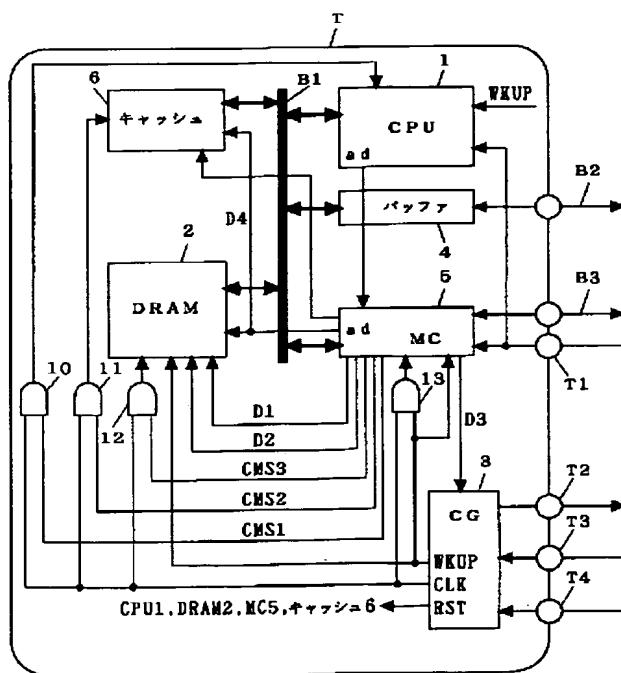 T
6
B1
1
キャッシュ
CPU
WKUP
ad
B2
D4
バッファ
2
4
5
DRAM
B3
ad
MC
T1
10
11
12
13
D1
D3
D2
3
CMS3
T2
CMS2
CG
T3
CMS1
WKUP
T4
CLK
CPU1,DRAM2,MC5,キャッシュ6
RST